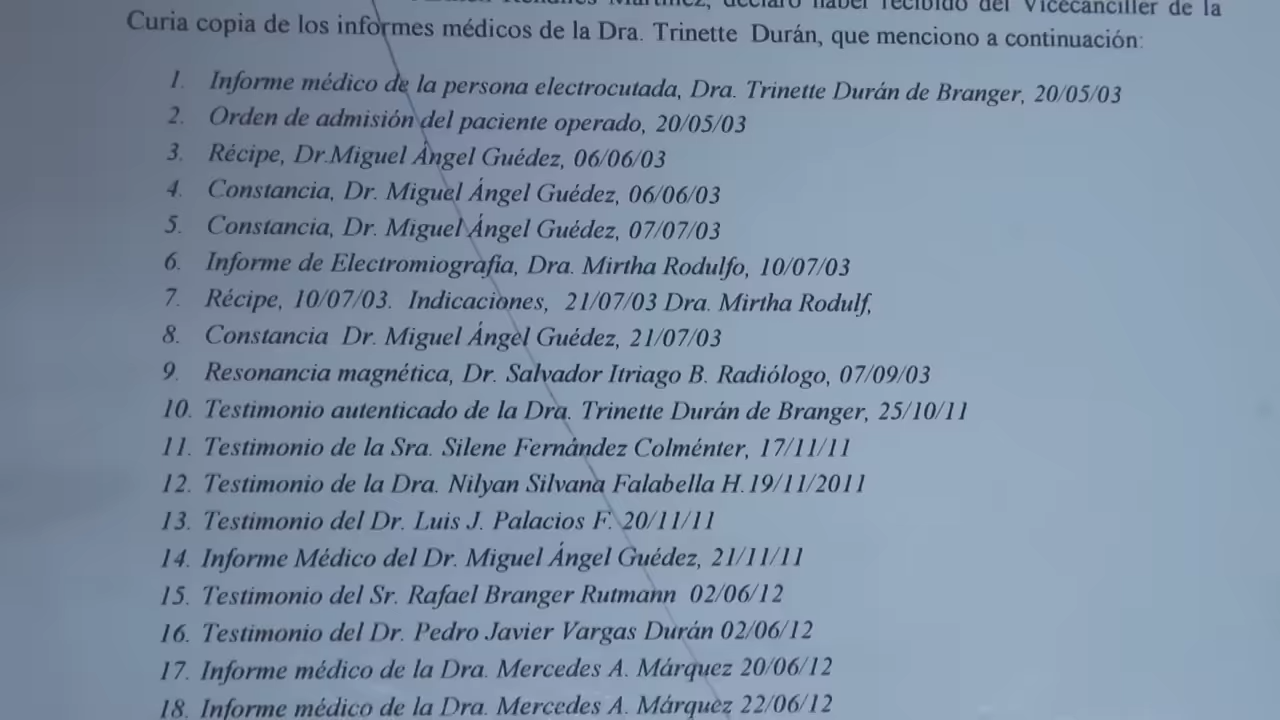 declaro haber recibido del Vicecanciller de la
Curia copia de los informes médicos de la Dra. Trinette Durán, que menciono a continuación:
1. Informe médico de la persona electrocutada, Dra. Trinette Durán de Branger, 20/05/03
2. Orden de admisión del paciente operado, 20/05/03
3. Récipe, Dr.Miguel Ángel Guédez, 06/06/03
4. Constancia, Dr. Miguel Ángel Guédez, 06/06/03
5. Constancia, Dr. Miguel Ángel Guédez, 07/07/03
6. Informe de Electromiografia, Dra. Mirtha Rodulfo, 10/07/03
7. Récipe, 10/07/03. Indicaciones, 21/07/03 Dra. Mirtha Rodulf,
8. Constancia Dr. Miguel Ángel Guédez, 21/07/03
9. Resonancia magnética, Dr. Salvador Itriago B. Radiólogo, 07/09/03
10. Testimonio autenticado de la Dra. Trinette Durán de Branger, 25/10/11
11. Testimonio de la Sra. Silene Fernández Colménter, 17/11/11
12. Testimonio de la Dra. Nilyan Silvana Falabella H. 19/11/2011
13. Testimonio del Dr. Luis J. Palacios F. 20/11/11
14. Informe Médico del Dr. Miguel Ángel Guédez, 21/11/11
15. Testimonio del Sr. Rafael Branger Rutmann 02/06/12
16. Testimonio del Dr. Pedro Javier Vargas Durán 02/06/12
17. Informe médico de la Dra. Mercedes A. Márquez 20/06/12
18. Informe médico de la Dra. Mercedes A. Márquez 22/06/12